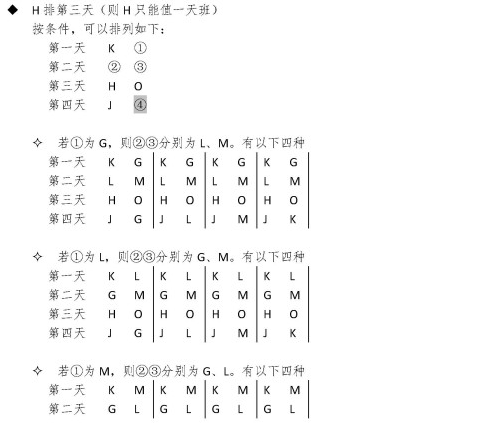 ◆ H 排第三天（则 H 只能值一天班）
按条件，可以排列如下：
第一天 K ①
第二天 ② ③
第三天 H O
第四天 J ④
✧ 若①为 G，则②③分别为 L、M。有以下四种
第一天 K G K G K G K G
第二天 L M L M L M L M
第三天 H O H O H O H O
第四天 J G J L J M J K
✧ 若①为 L，则②③分别为 G、M。有以下四种
第一天 K L K L K L K L
第二天 G M G M G M G M
第三天 H O H O H O H O
第四天 J G J L J M J K
✧ 若①为 M，则②③分别为 G、L。有以下四种
第一天 K M K M K M K M
第二天 G L G L G L G L